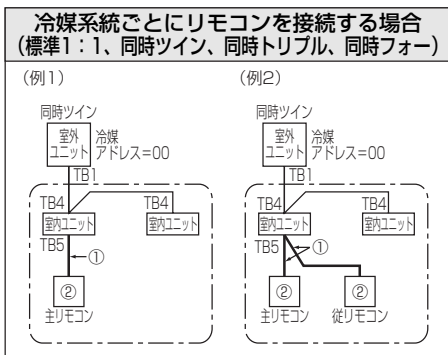 冷媒系統ごとにリモコンを接続する場合
(標準1：1、同時ツイン、同時トリプル、同時フォー)
(例1)
同時ツイン
室外
ユニット
冷媒
アドレス=00
TB1
TB4
TB4
室内ユニット
室内ユニット
TB5
①
②
主リモコン
(例2)
同時ツイン
室外
ユニット
冷媒
アドレス=00
TB1
TB4
TB4
室内ユニット
室内ユニット
TB5
①
②
②
主リモコン
従リモコン